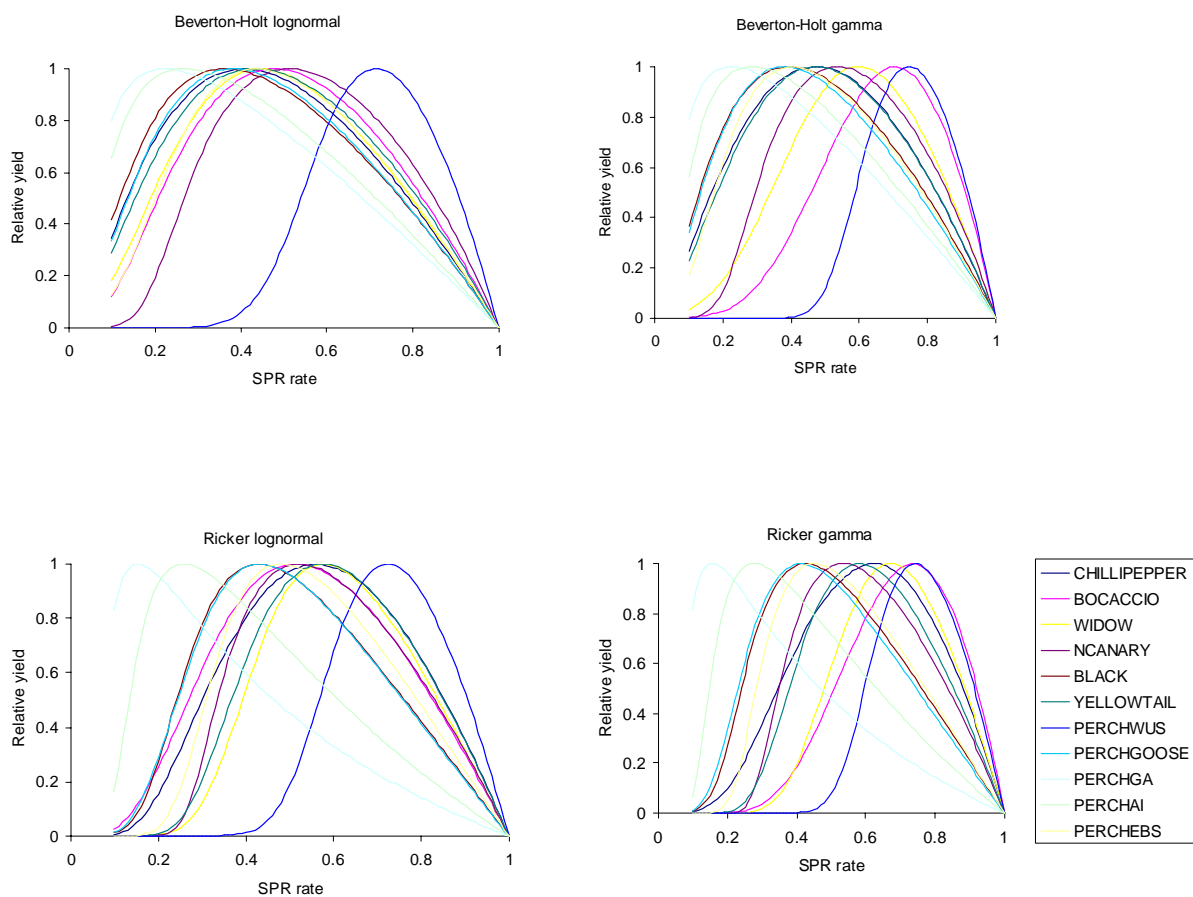 Beverton-Holt lognormal
1
0.8
0.6
0.4
0.2
0
Relative yield
0 0.2 0.4 0.6 0.8 1
SPR rate
Beverton-Holt gamma
1
0.8
0.6
0.4
0.2
0
Relative yield
0 0.2 0.4 0.6 0.8 1
SPR rate
Ricker lognormal
1
0.8
0.6
0.4
0.2
0
Relative yield
0 0.2 0.4 0.6 0.8 1
SPR rate
Ricker gamma
1
0.8
0.6
0.4
0.2
0
Relative yield
0 0.2 0.4 0.6 0.8 1
SPR rate
CHILLIPEPPER
BOCACCIO
WIDOW
NCANARY
BLACK
YELLOWTAIL
PERCHWUS
PERCHGOOSE
PERCHGA
PERCHAI
PERCHEBS